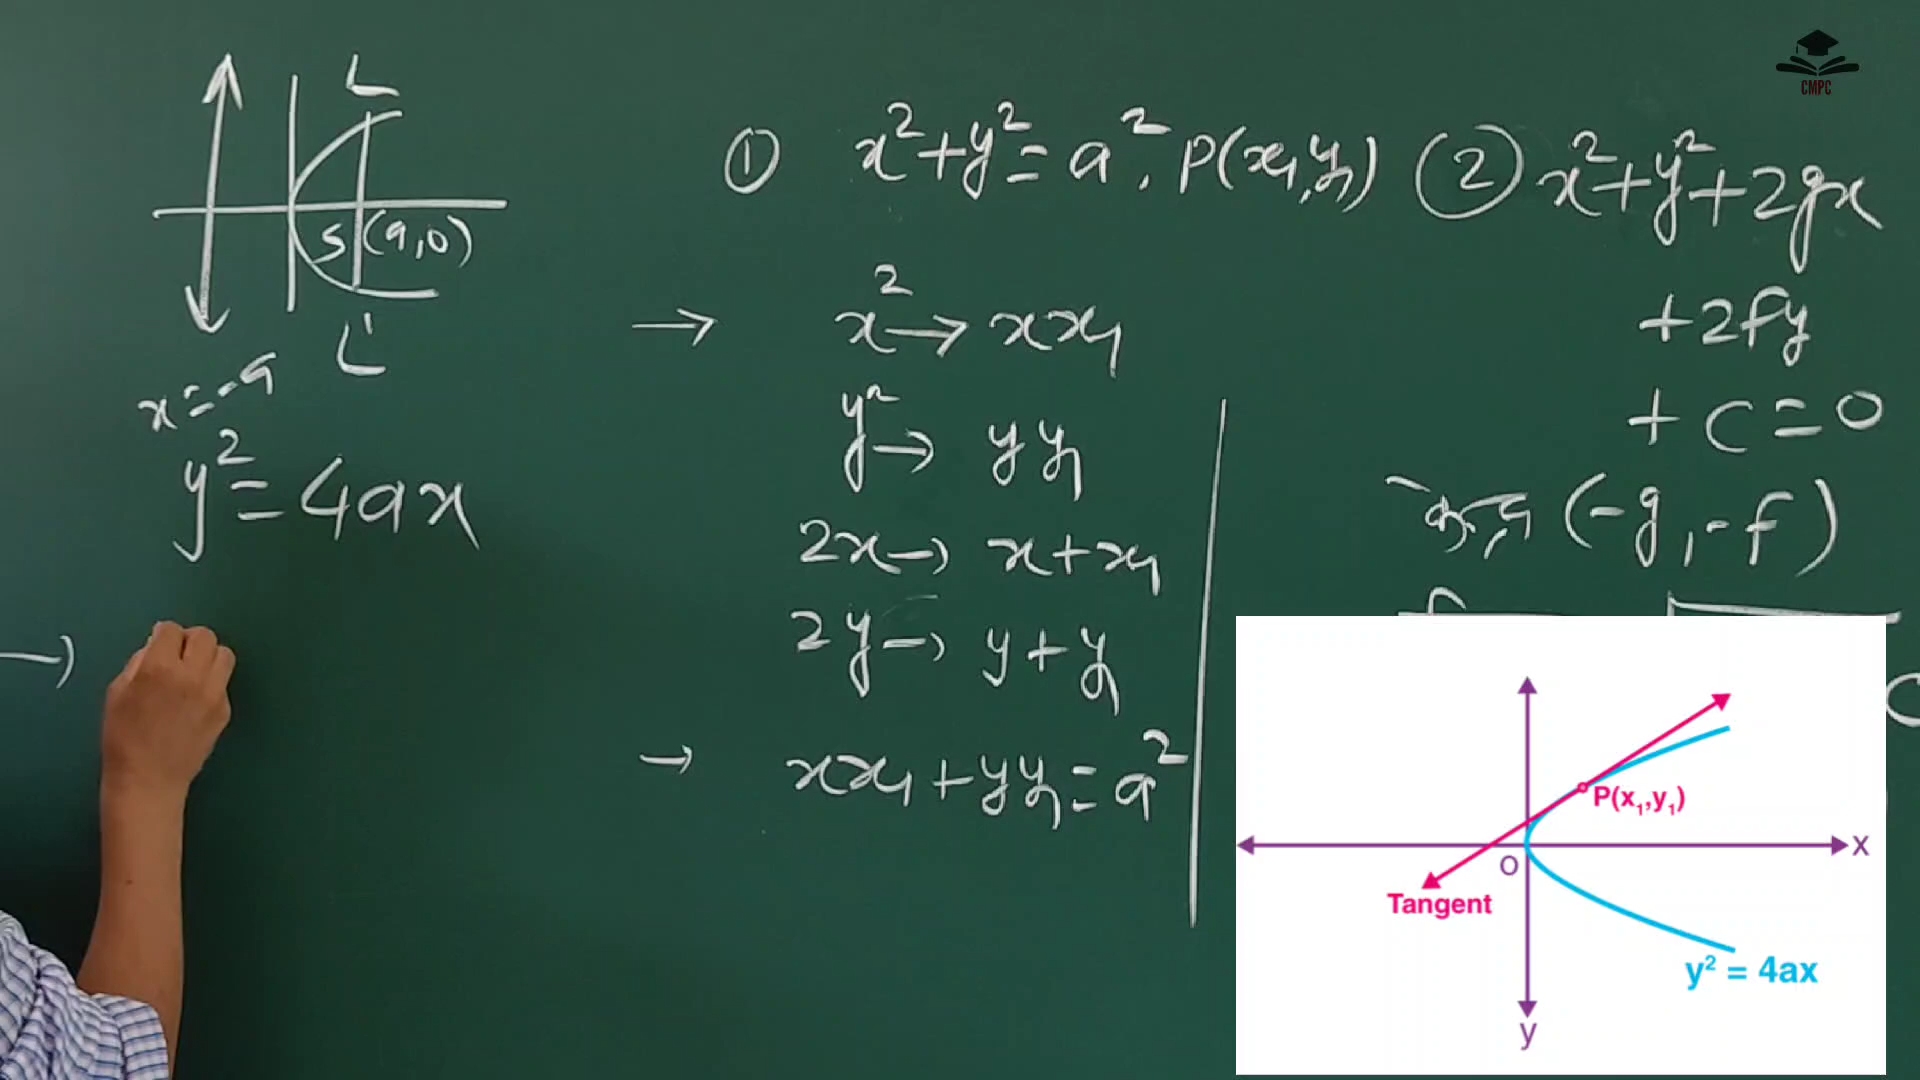 L
S (a,0)
L'
x=-a
y²=4ax
→
① x²+y²=a², P(x₁,y₁)
→ x²→xx₁
y²→ yy₁
2x→ x+x₁
2y→ y+y₁
→ xx₁+yy₁=a²
② x²+y²+2gx
+2fy
+c=0
(-g,-f)
CMPC
P(x₁,y₁)
x
O
Tangent
y² = 4ax
y